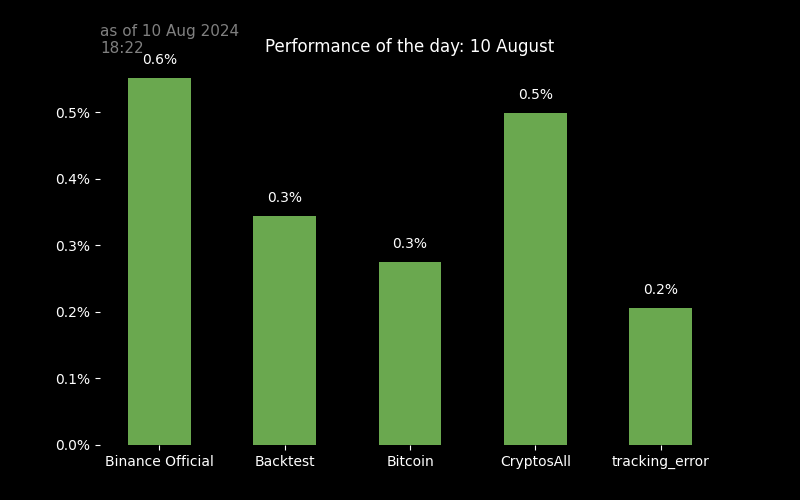 as of 10 Aug 2024
18:22
Performance of the day: 10 August
0.6%
0.3%
0.3%
0.5%
0.2%
0.5%
0.4%
0.3%
0.2%
0.1%
0.0%
Binance Official
Backtest
Bitcoin
CryptosAll
tracking_error